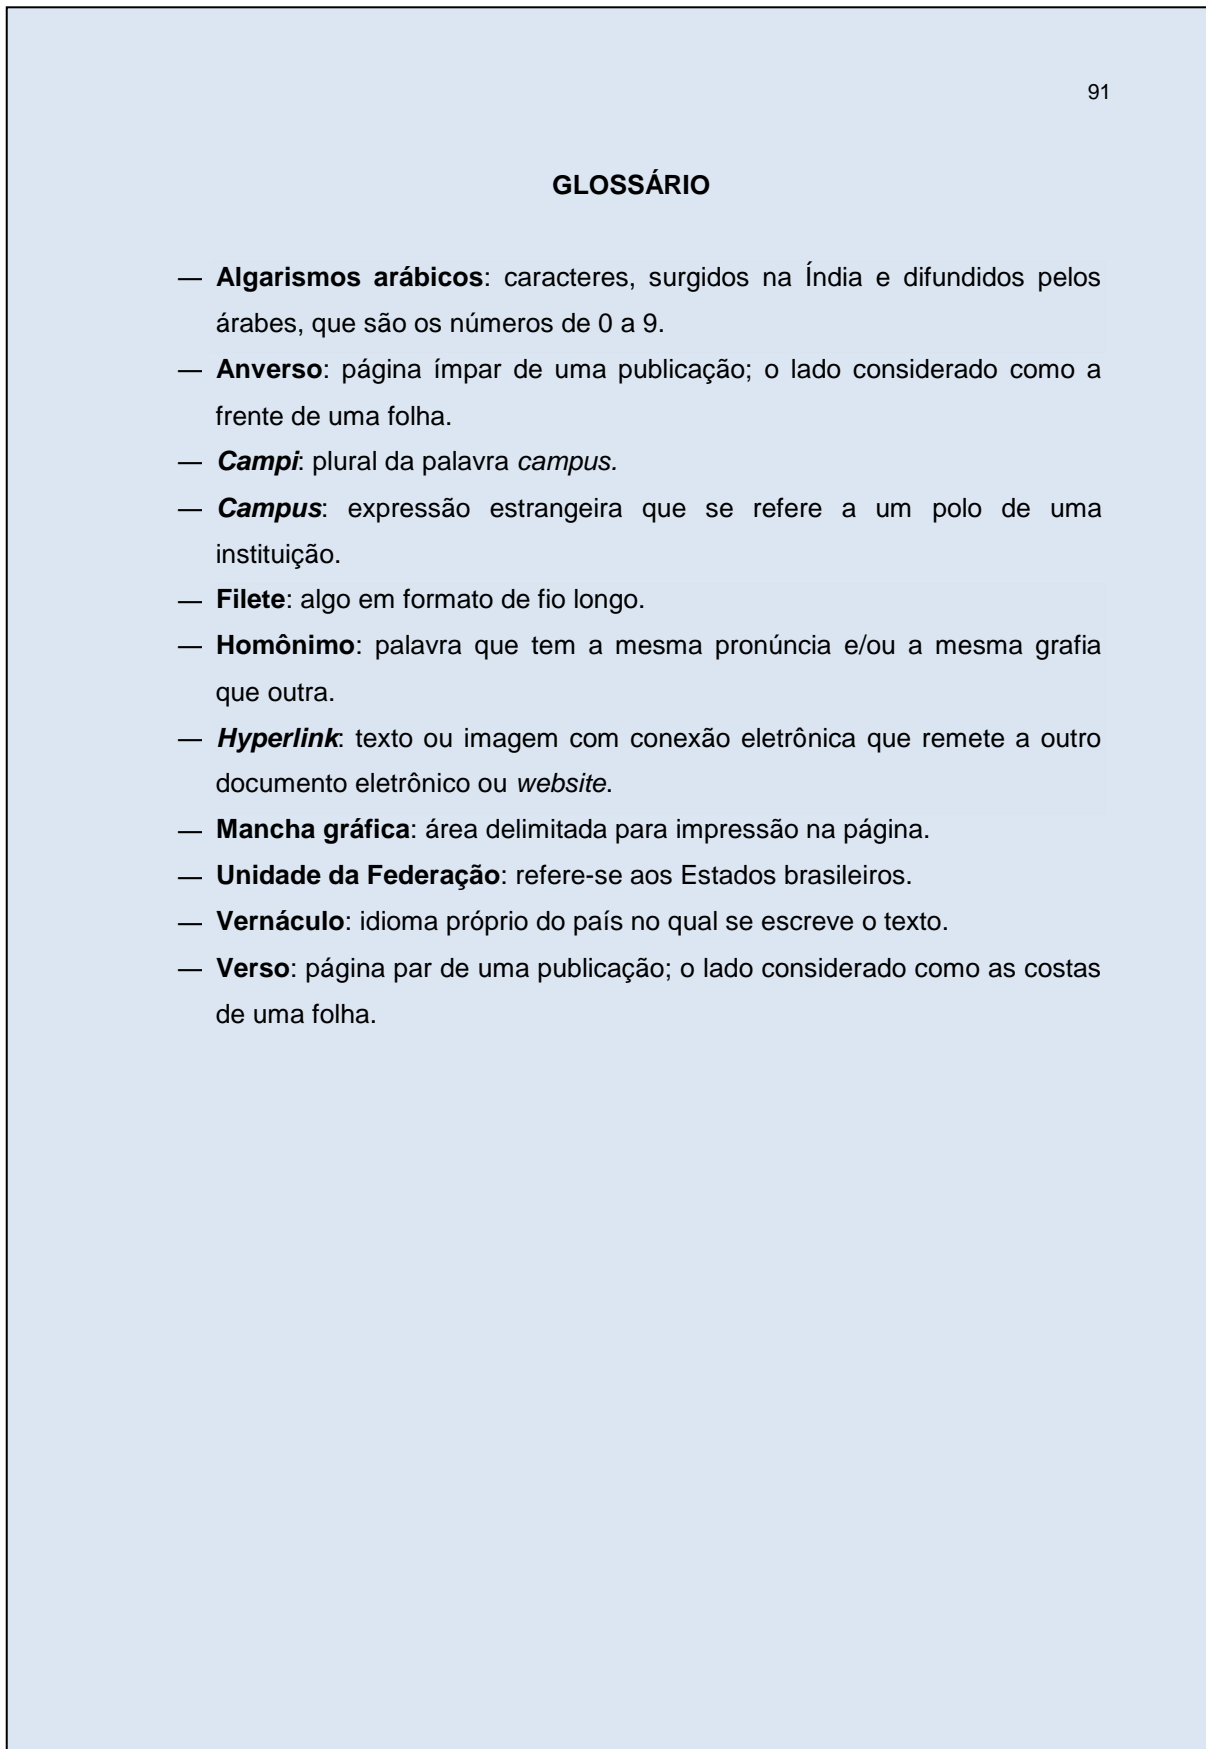 91
GLOSSÁRIO
— Algarismos arábicos: caracteres, surgidos na Índia e difundidos pelos
árabes, que são os números de 0 a 9.
— Anverso: página ímpar de uma publicação; o lado considerado como a
frente de uma folha.
— Campi: plural da palavra campus.
— Campus: expressão estrangeira que se refere a um polo de uma
instituição.
— Filete: algo em formato de fio longo.
— Homônimo: palavra que tem a mesma pronúncia e/ou a mesma grafia
que outra.
— Hyperlink: texto ou imagem com conexão eletrônica que remete a outro
documento eletrônico ou website.
— Mancha gráfica: área delimitada para impressão na página.
— Unidade da Federação: refere-se aos Estados brasileiros.
— Vernáculo: idioma próprio do país no qual se escreve o texto.
— Verso: página par de uma publicação; o lado considerado como as costas
de uma folha.